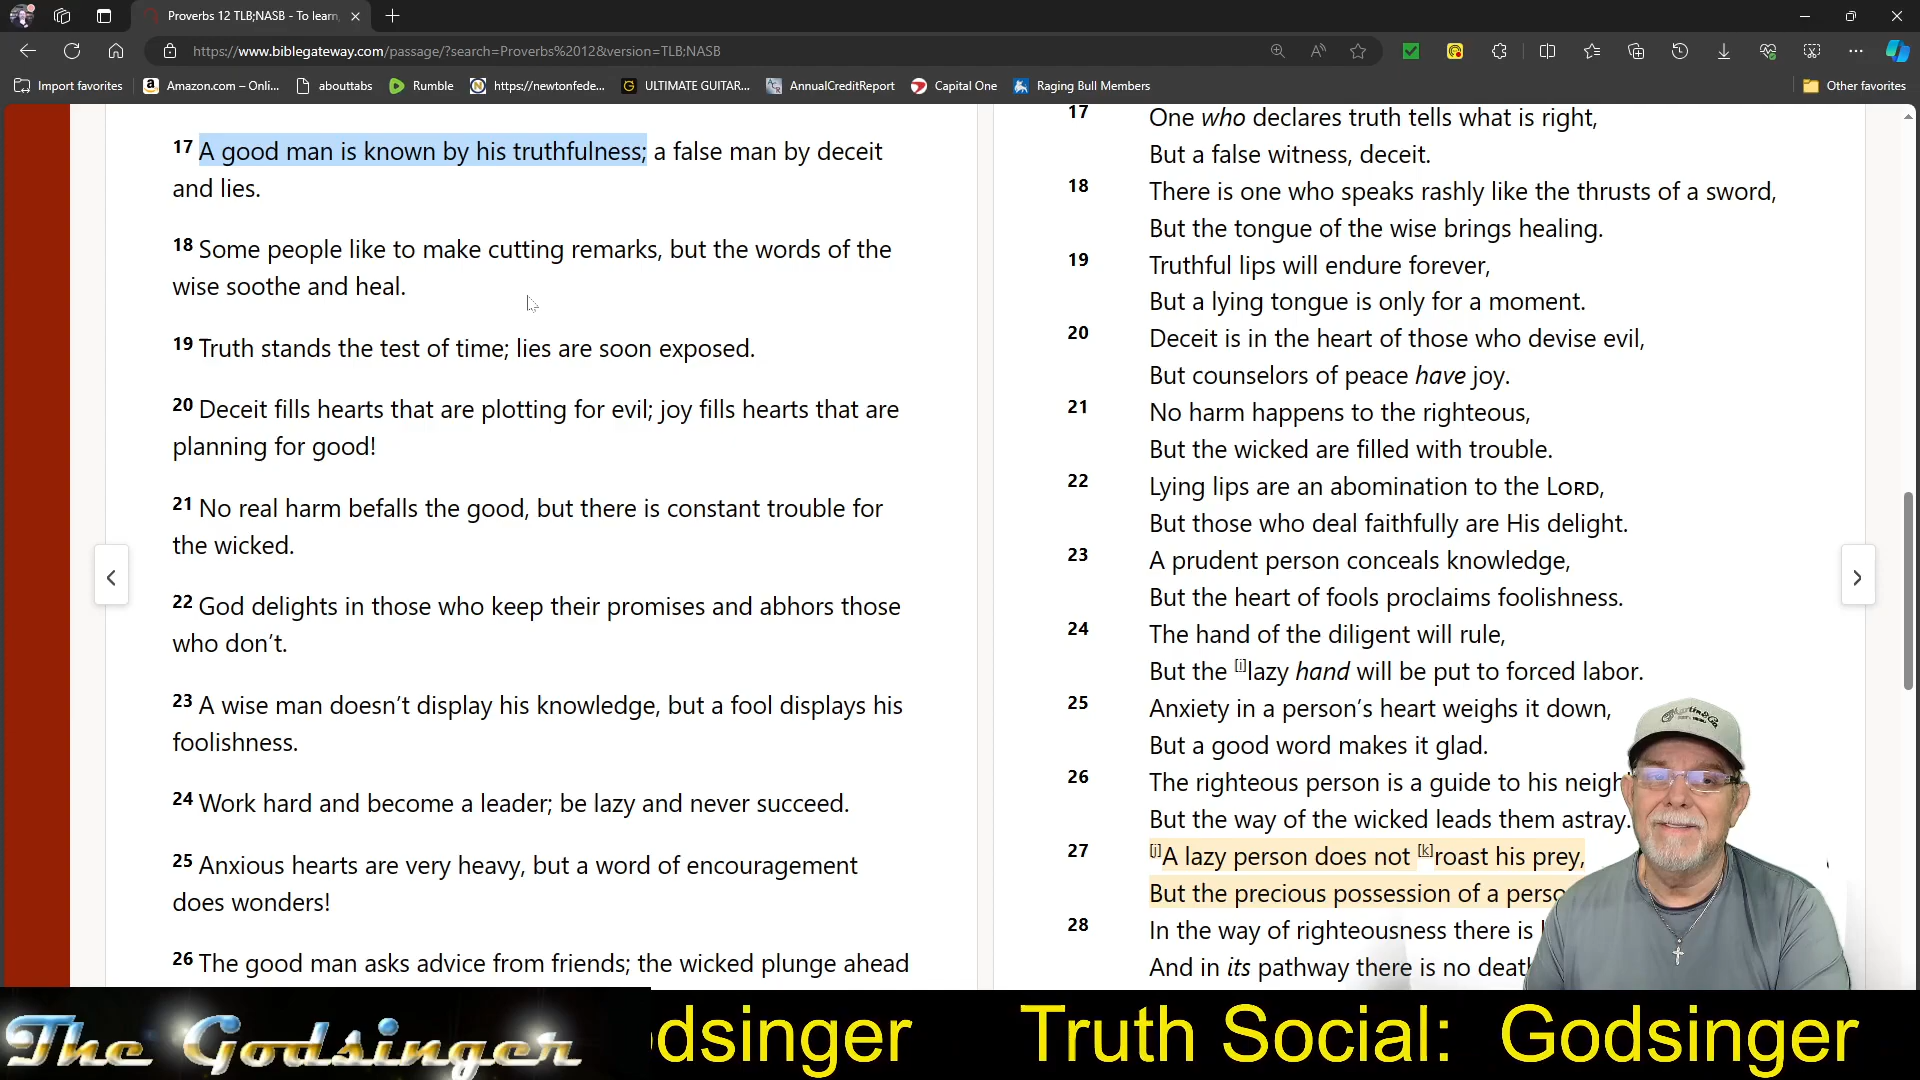 Proverbs 12 TLB;NASB - To learn,
https://www.biblegateway.com/passage/?search=Proverbs%2012&version=TLB;NASB
Import favorites
Amazon.com – Onli...
abouttabs
Rumble
https://newtonfede...
ULTIMATE GUITAR...
AnnualCreditReport
Capital One
Raging Bull Members
Other favorites
17 A good man is known by his truthfulness; a false man by deceit
and lies.
18 Some people like to make cutting remarks, but the words of the
wise soothe and heal.
19 Truth stands the test of time; lies are soon exposed.
20 Deceit fills hearts that are plotting for evil; joy fills hearts that are
planning for good!
21 No real harm befalls the good, but there is constant trouble for
the wicked.
22 God delights in those who keep their promises and abhors those
who don’t.
23 A wise man doesn’t display his knowledge, but a fool displays his
foolishness.
24 Work hard and become a leader; be lazy and never succeed.
25 Anxious hearts are very heavy, but a word of encouragement
does wonders!
26 The good man asks advice from friends; the wicked plunge ahead
17 One who declares truth tells what is right,
But a false witness, deceit.
18 There is one who speaks rashly like the thrusts of a sword,
But the tongue of the wise brings healing.
19 Truthful lips will endure forever,
But a lying tongue is only for a moment.
20 Deceit is in the heart of those who devise evil,
But counselors of peace have joy.
21 No harm happens to the righteous,
But the wicked are filled with trouble.
22 Lying lips are an abomination to the LORD,
But those who deal faithfully are His delight.
23 A prudent person conceals knowledge,
But the heart of fools proclaims foolishness.
24 The hand of the diligent will rule,
But the [i]lazy hand will be put to forced labor.
25 Anxiety in a person’s heart weighs it down,
But a good word makes it glad.
26 The righteous person is a guide to his neigh
But the way of the wicked leads them astray.
27 [j]A lazy person does not [k]roast his prey,
But the precious possession of a perso
28 In the way of righteousness there is
And in its pathway there is no deat
Martin & Co
The Godsinger
dsinger Truth Social: Godsinger